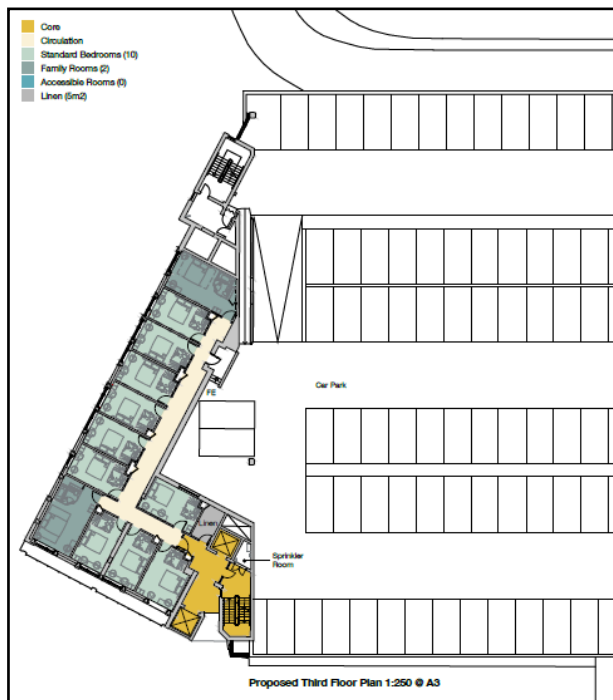 Core
Circulation
Standard Bedrooms (10)
Family Rooms (2)
Accessible Rooms (0)
Linen (5m2)
FE
Car Park
Linen
Sprinkler
Room
Proposed Third Floor Plan 1:250 @ A3